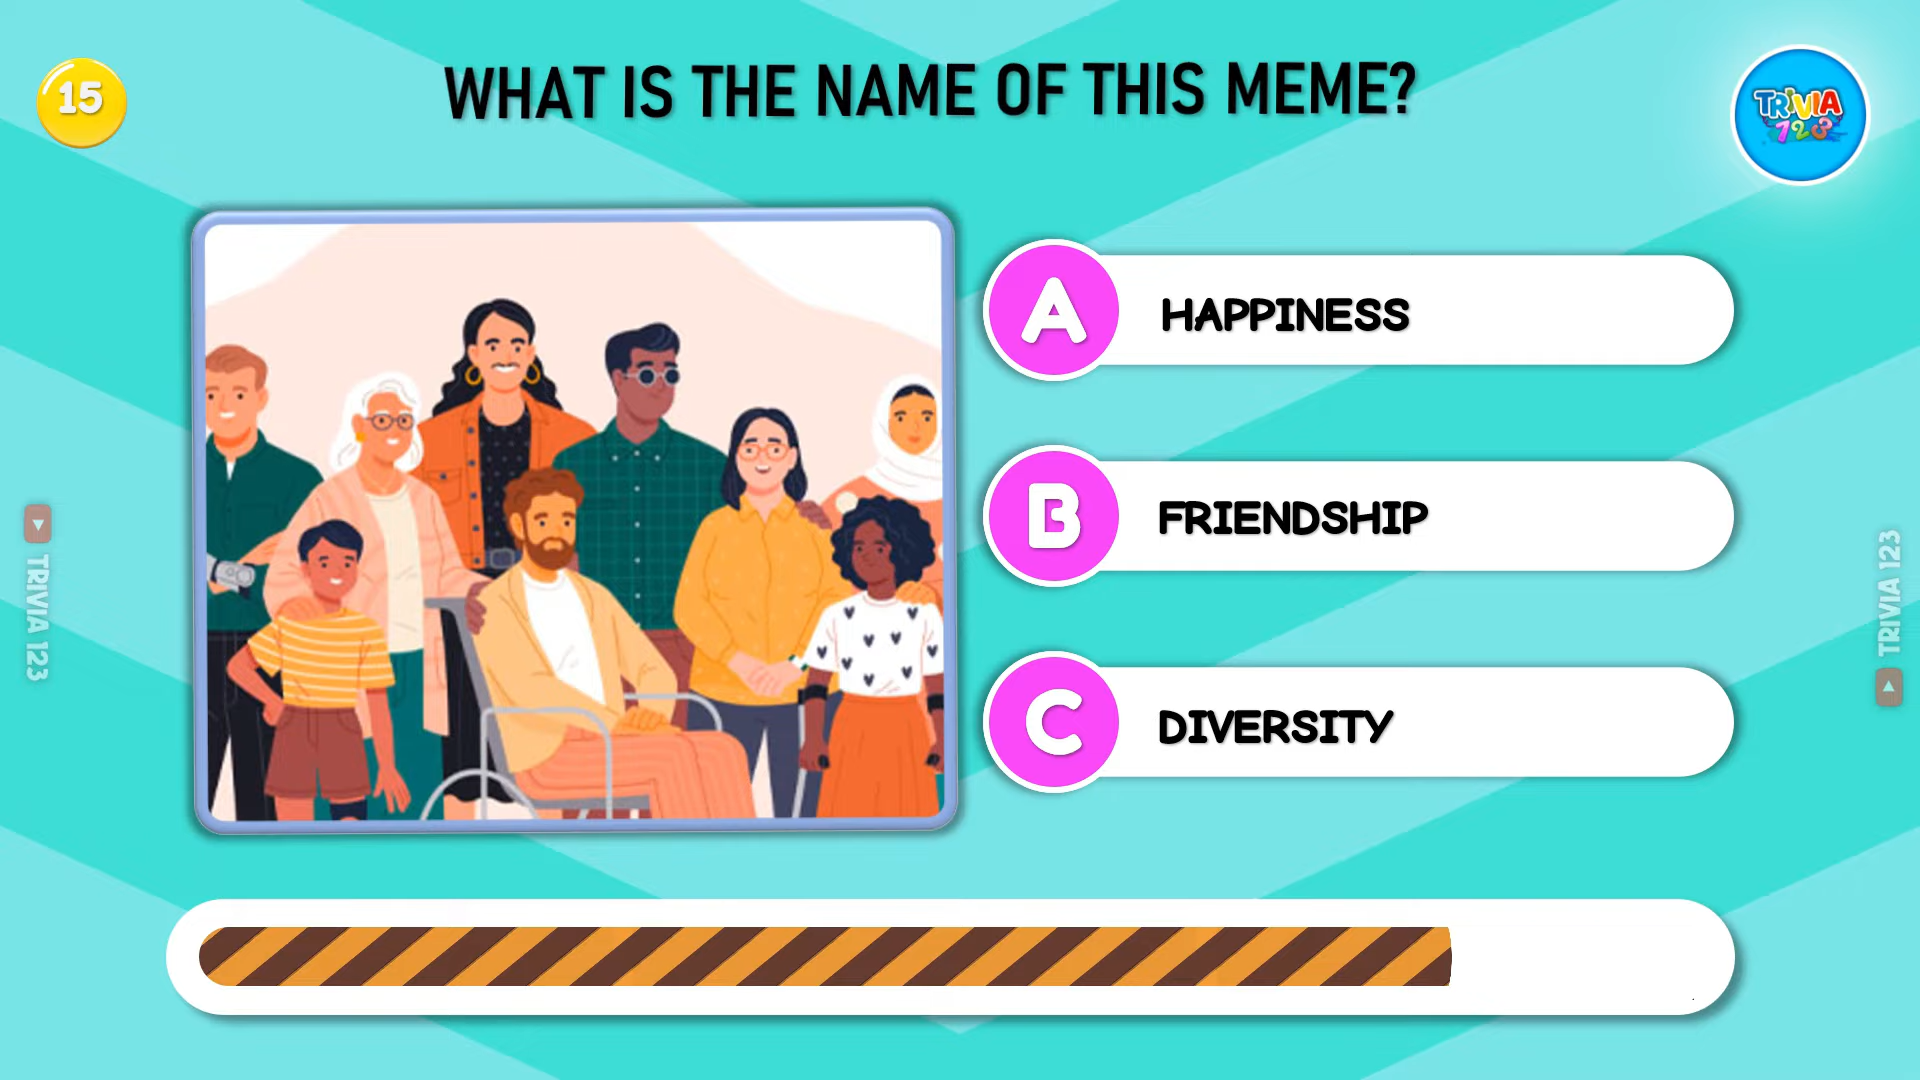 15
WHAT IS THE NAME OF THIS MEME?
TRIVIA
123
A
HAPPINESS
B
FRIENDSHIP
C
DIVERSITY
TRIVIA 123
TRIVIA 123